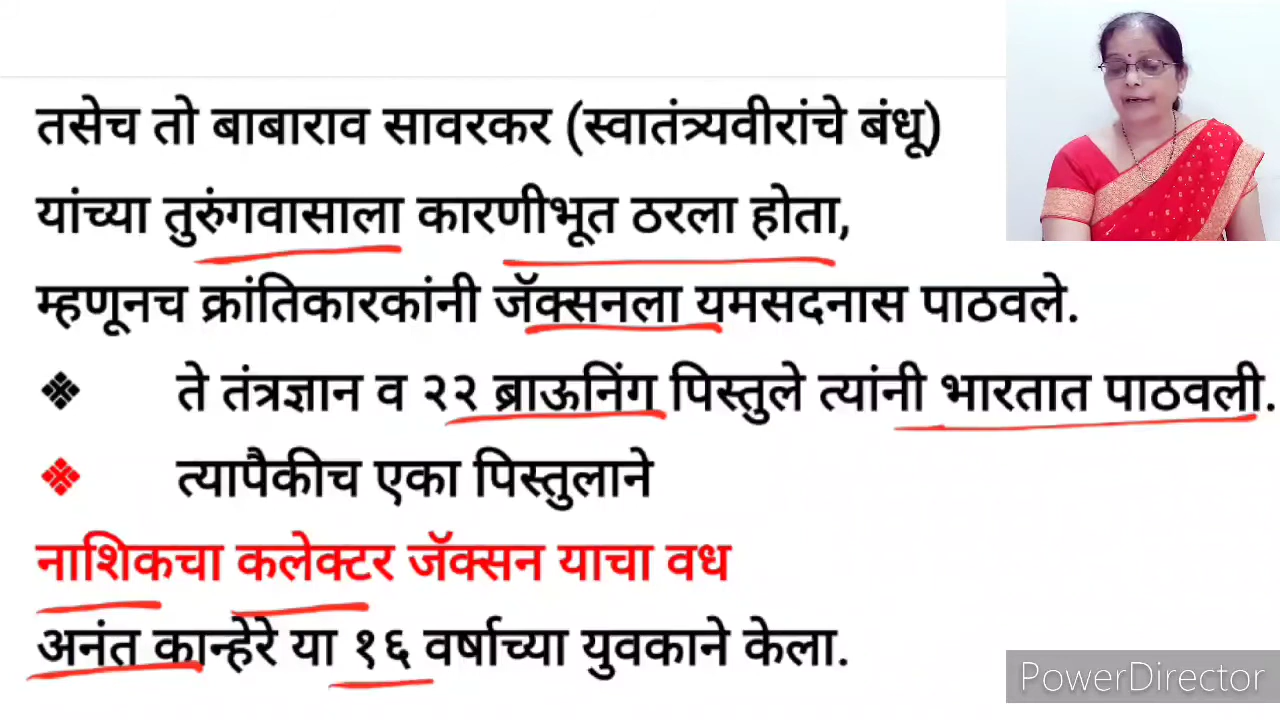 तसेच तो बाबाराव सावरकर (स्वातंत्र्यवीरांचे बंधू)
यांच्या तुरुंगवासाला कारणीभूत ठरला होता,
म्हणूनच क्रांतिकारकांनी जॅक्सनला यमसदनास पाठवले.
❖ ते तंत्रज्ञान व २२ ब्राऊनिंग पिस्तुले त्यांनी भारतात पाठवली.
❖ त्यापैकीच एका पिस्तुलाने
नाशिकचा कलेक्टर जॅक्सन याचा वध
अनंत कान्हेरे या १६ वर्षाच्या युवकाने केला.
PowerDirector